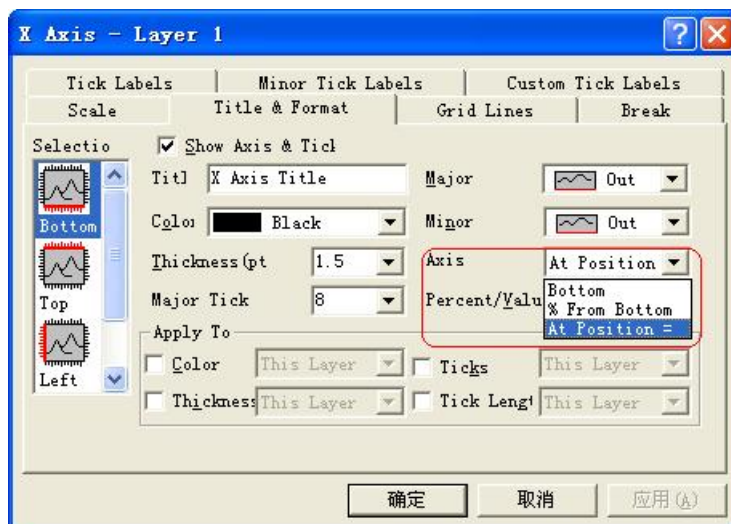 X Axis - Layer 1
Tick Labels Minor Tick Labels Custom Tick Labels
Scale Title & Format Grid Lines Break
Selectio Show Axis & Tick
Titl X Axis Title Major Out
Bottom Color Black Minor Out
Thickness(pt 1.5 Axis At Position
Top Major Tick 8 Percent/Valu Bottom
% From Bottom
At Position =
Apply To
Left Color This Layer Ticks This Layer
Thickness This Layer Tick Lengt This Layer
确定 取消 应用(A)